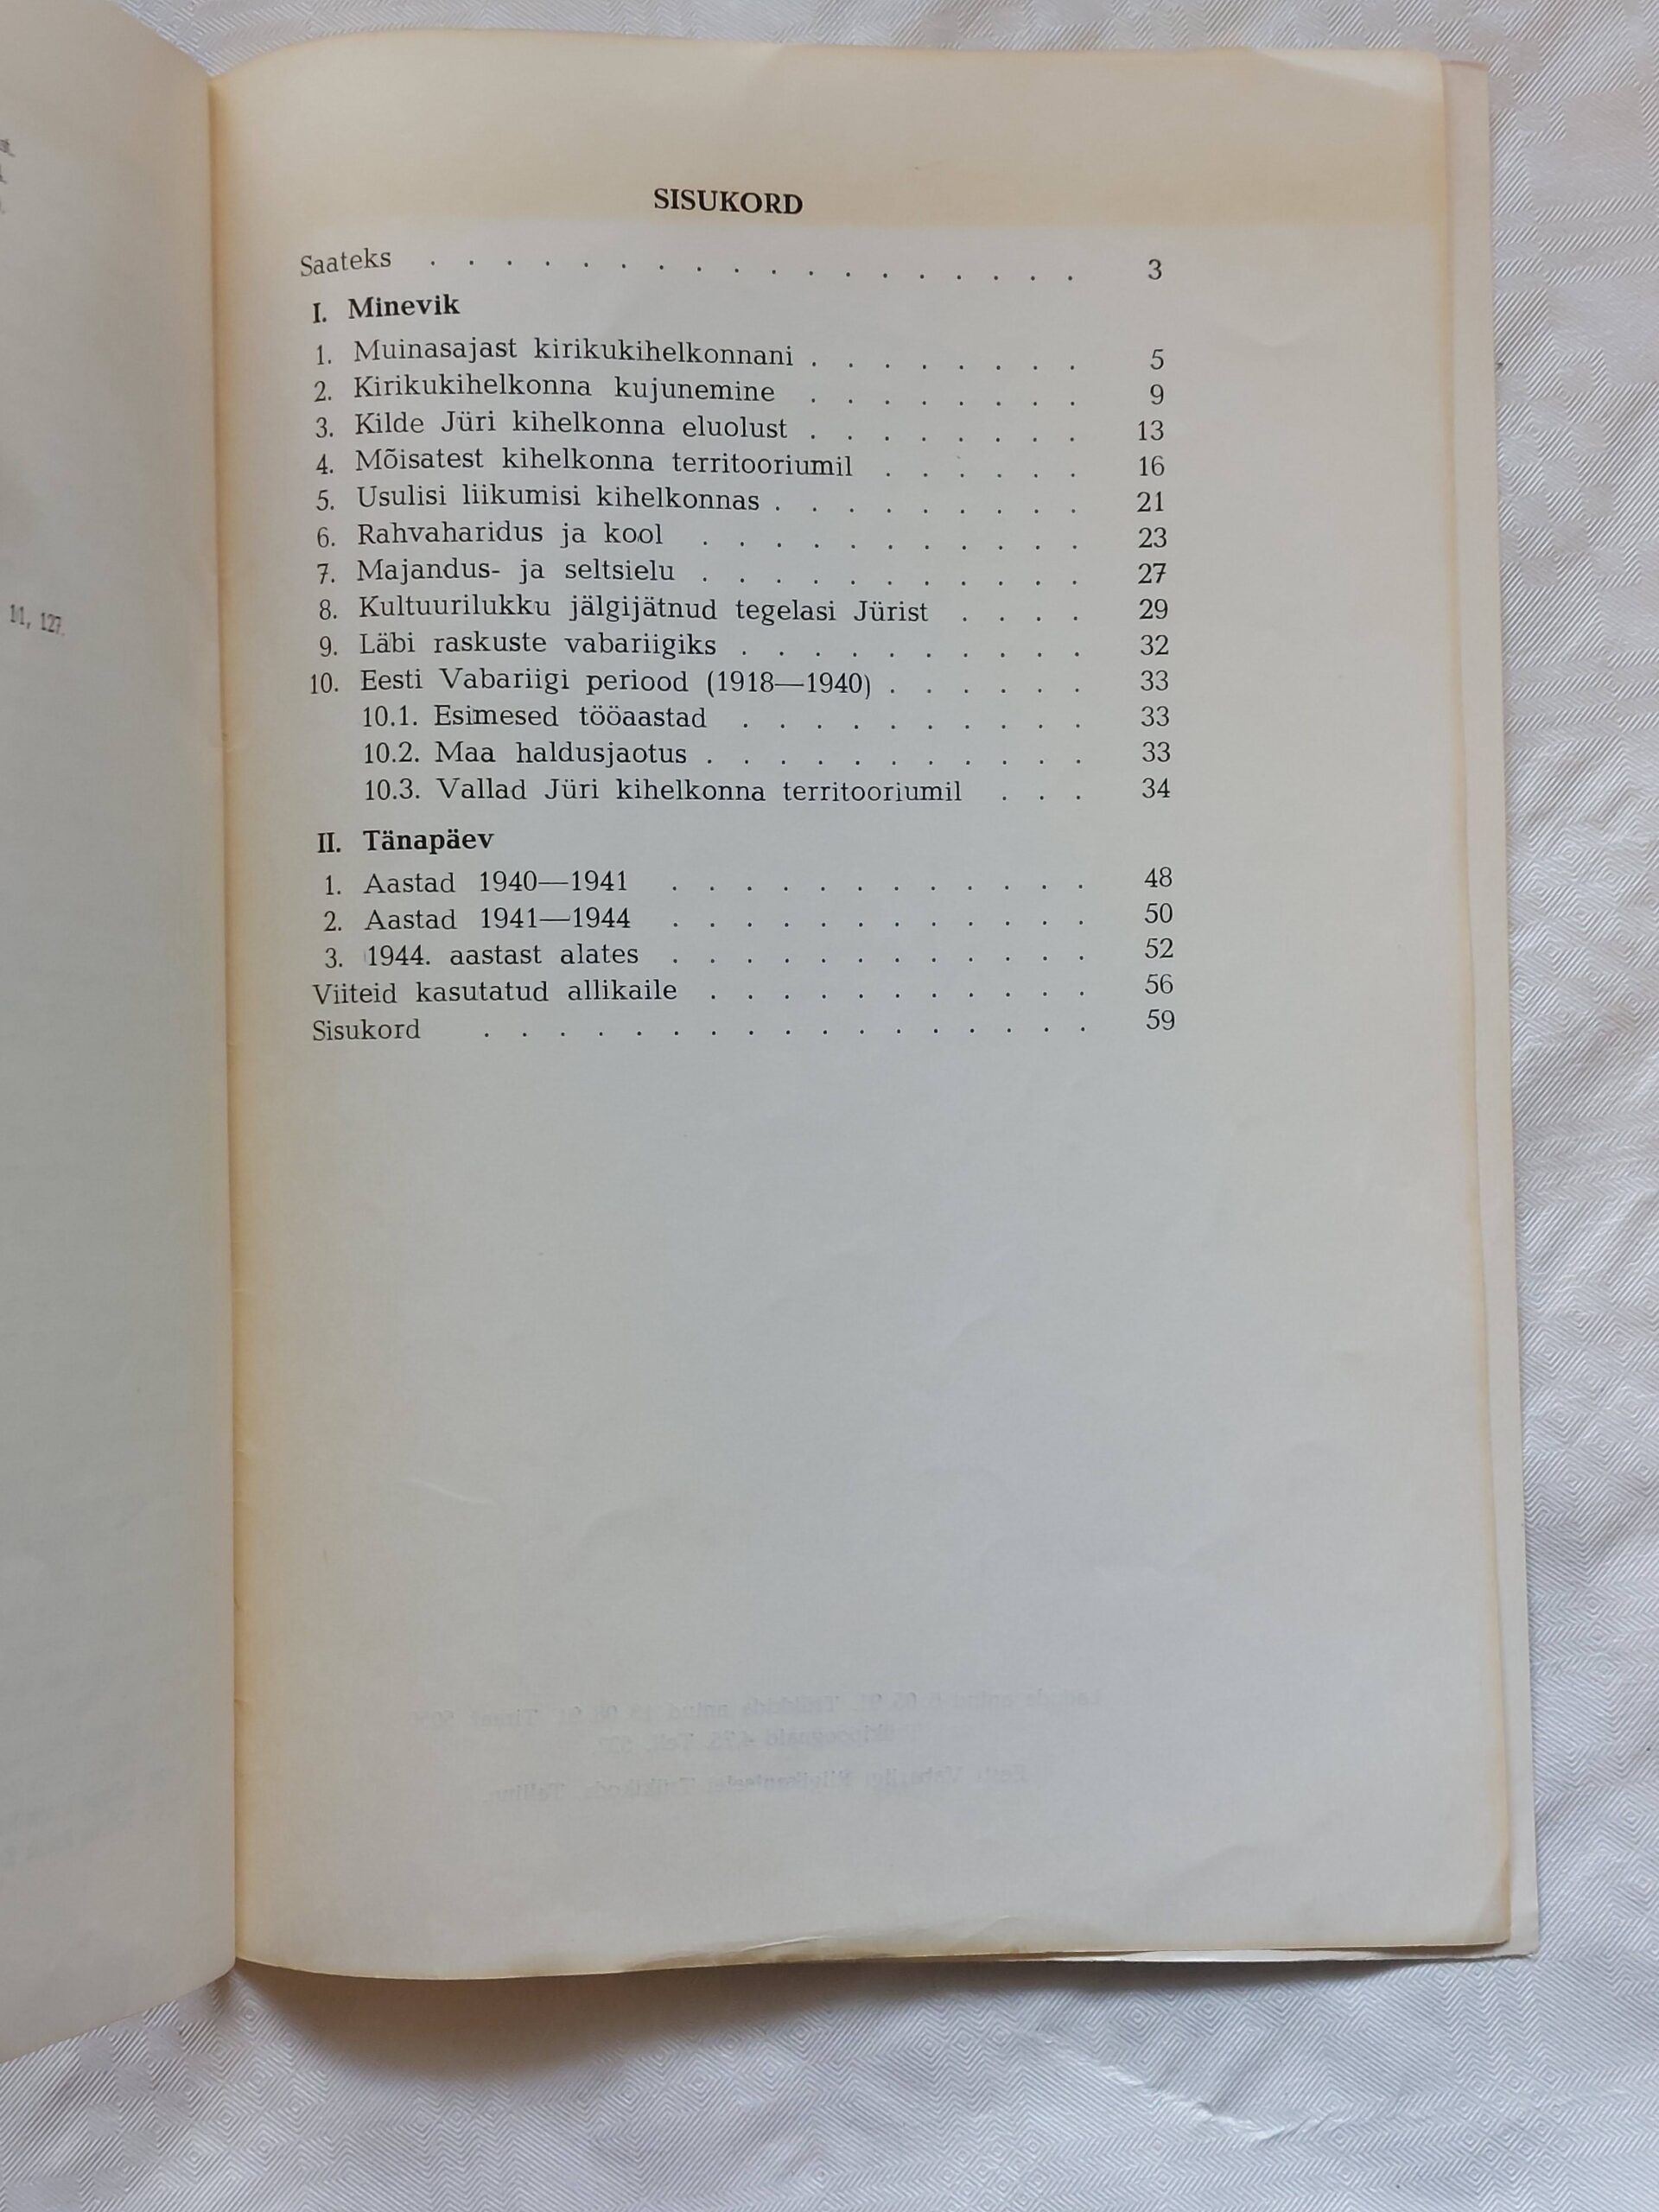 11, 127.
SISUKORD
Saateks . . . . . . . . . . . . . . . . . . 3
I. Minevik
1. Muinasajast kirikukihelkonnani . . . . . . . . 5
2. Kirikukihelkonna kujunemine . . . . . . . . 9
3. Kilde Jüri kihelkonna eluolust . . . . . . . . 13
4. Mõisatest kihelkonna territooriumil . . . . . . 16
5. Usulisi liikumisi kihelkonnas . . . . . . . . . 21
6. Rahvaharidus ja kool . . . . . . . . . . . 23
7. Majandus- ja seltsielu . . . . . . . . . . . 27
8. Kultuurilukku jälgijätnud tegelasi Jürist . . . . 29
9. Läbi raskuste vabariigiks . . . . . . . . . . 32
10. Eesti Vabariigi periood (1918—1940) . . . . . . 33
10.1. Esimesed tööaastad . . . . . . . . . . 33
10.2. Maa haldusjaotus . . . . . . . . . . . 33
10.3. Vallad Jüri kihelkonna territooriumil . . . 34
II. Tänapäev
1. Aastad 1940—1941 . . . . . . . . . . . . 48
2. Aastad 1941—1944 . . . . . . . . . . . . 50
3. 1944. aastast alates . . . . . . . . . . . . 52
Viiteid kasutatud allikaile . . . . . . . . . . . 56
Sisukord . . . . . . . . . . . . . . . . . 59